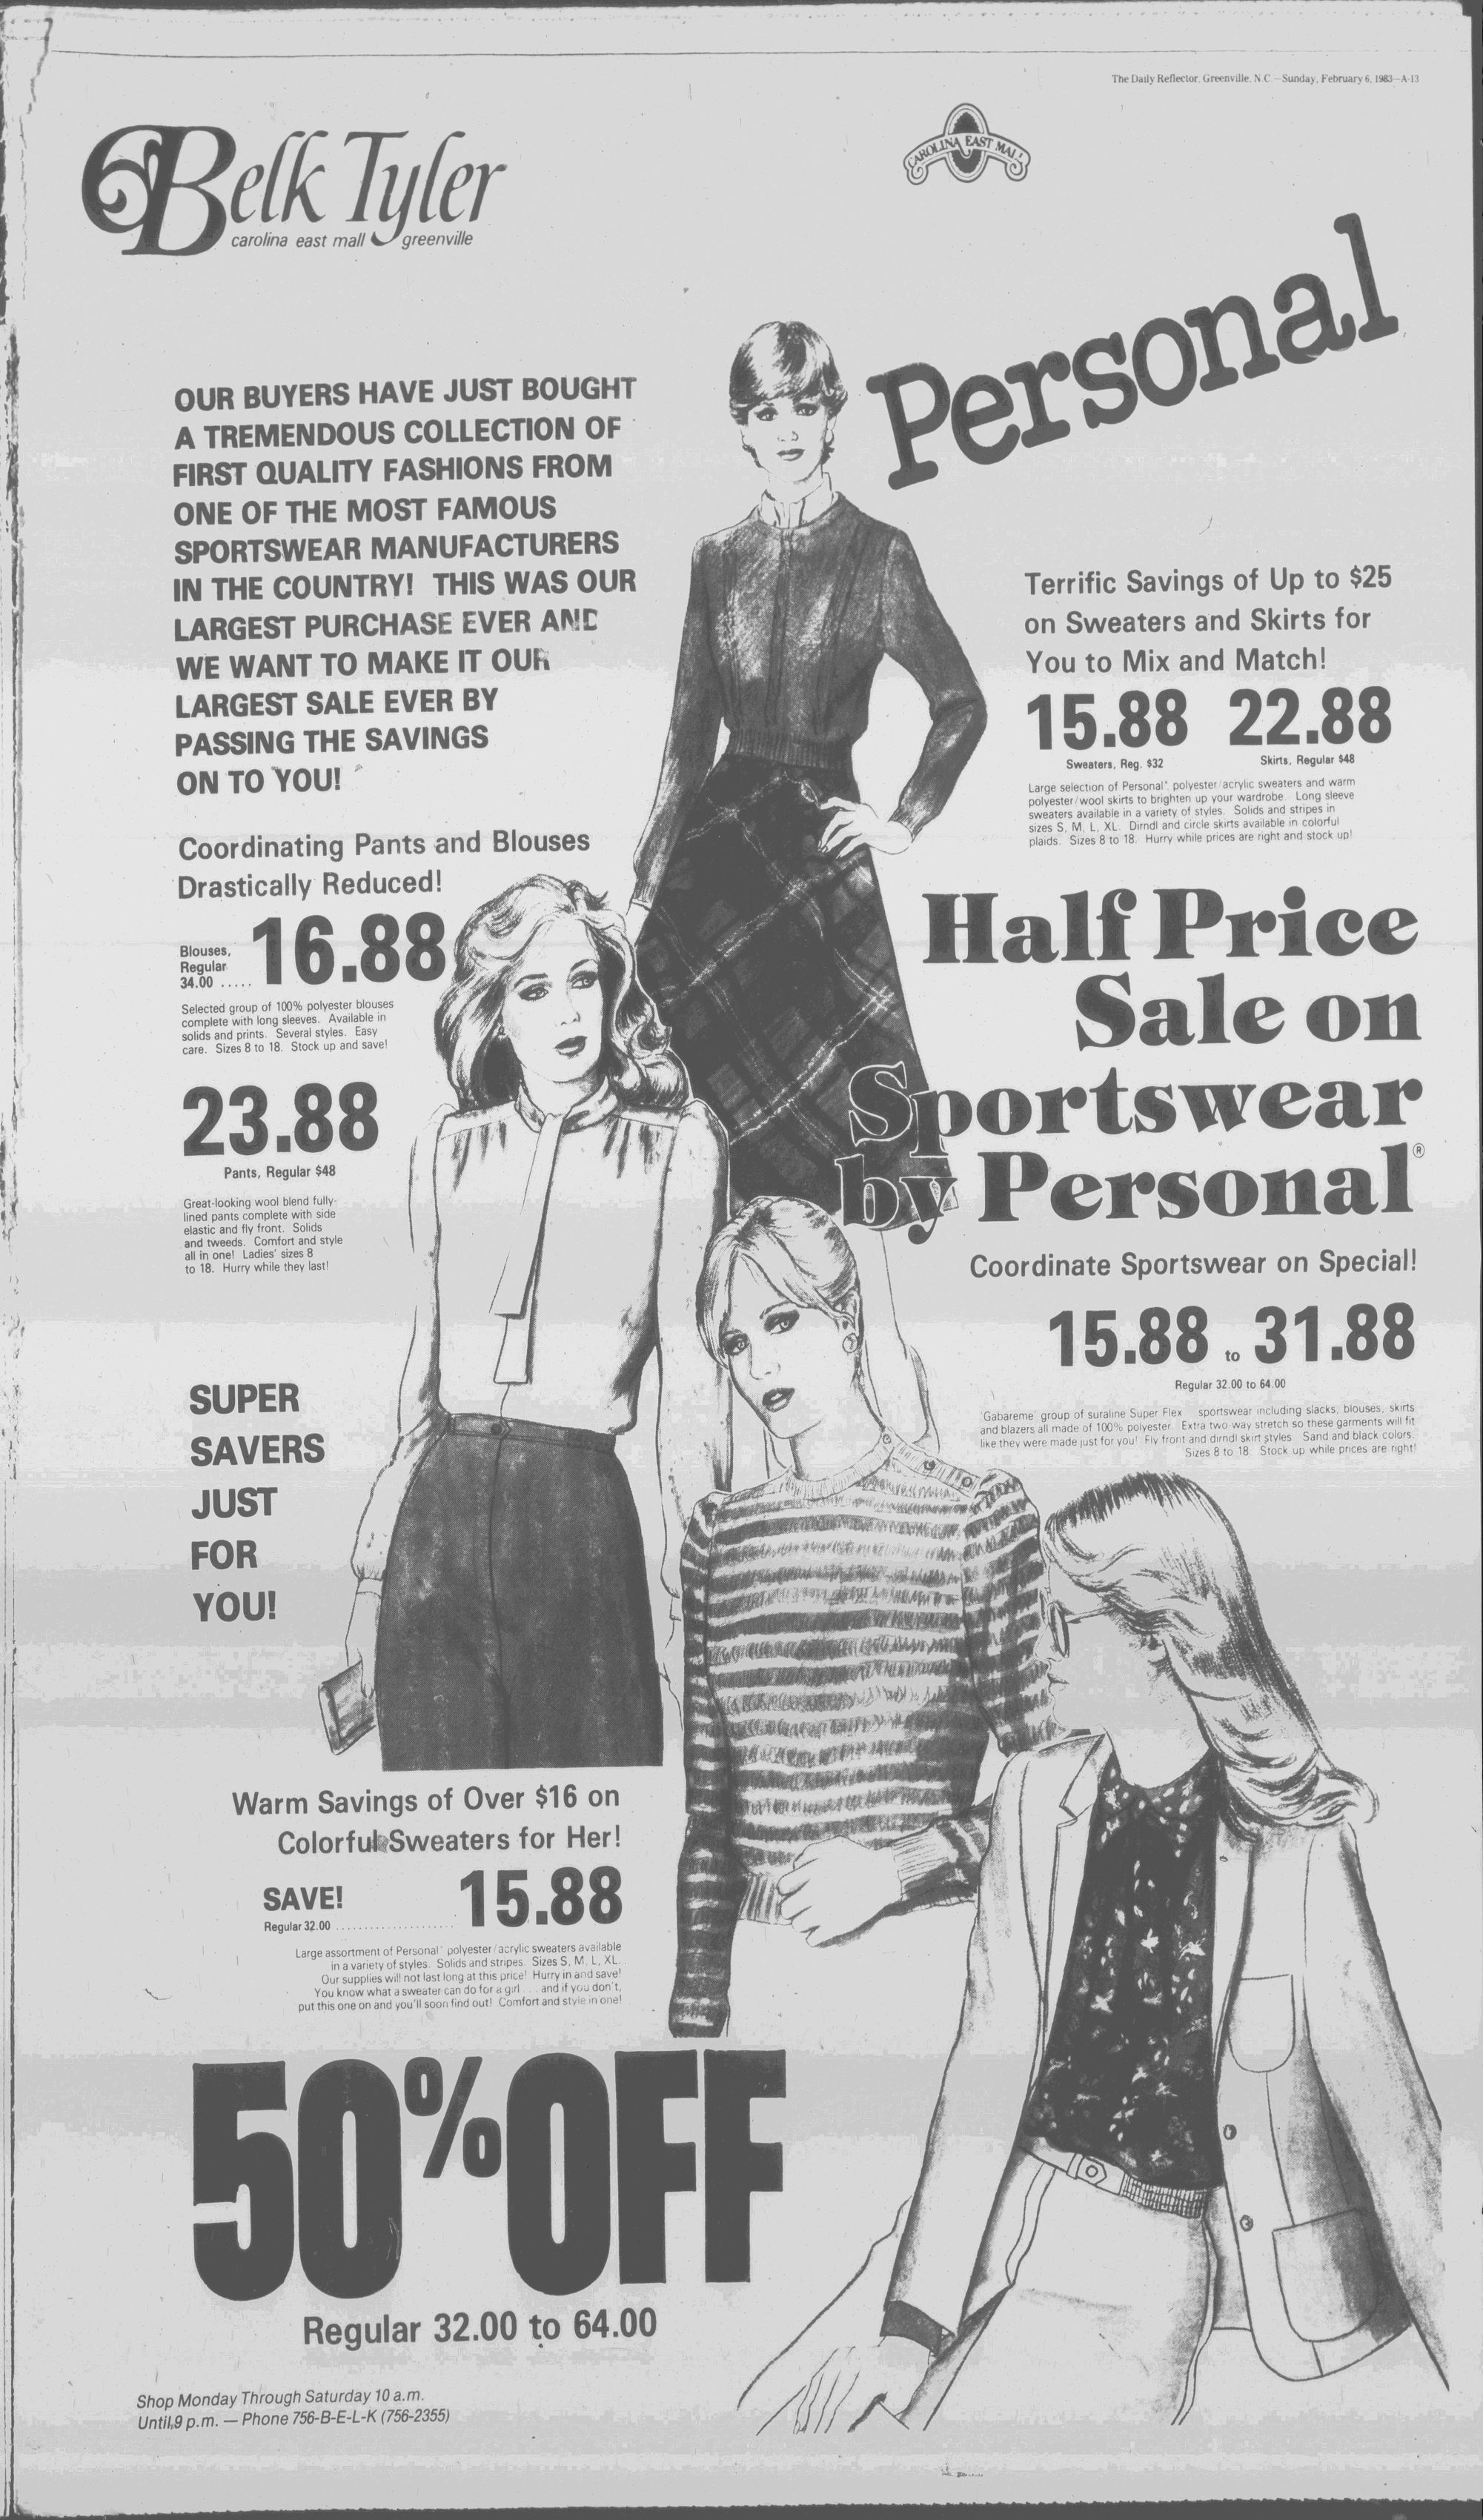 The Daily Reflector, Greenville, N.C.—Sunday, February 6, 1983—A-13
Belk Tyler
carolina east mall greenville
CAROLINA EAST MALL
Personal
OUR BUYERS HAVE JUST BOUGHT
A TREMENDOUS COLLECTION OF
FIRST QUALITY FASHIONS FROM
ONE OF THE MOST FAMOUS
SPORTSWEAR MANUFACTURERS
IN THE COUNTRY! THIS WAS OUR
LARGEST PURCHASE EVER AND
WE WANT TO MAKE IT OUR
LARGEST SALE EVER BY
PASSING THE SAVINGS
ON TO YOU!
Terrific Savings of Up to $25
on Sweaters and Skirts for
You to Mix and Match!
15.88 22.88
Sweaters, Reg. $32 Skirts, Regular $48
Large selection of Personal® polyester/acrylic sweaters and warm
polyester/wool skirts to brighten up your wardrobe. Long sleeve
sweaters available in a variety of styles. Solids and stripes in
sizes S, M, L, XL. Dirndl and circle skirts available in colorful
plaids. Sizes 8 to 18. Hurry while prices are right and stock up!
Coordinating Pants and Blouses
Drastically Reduced!
Blouses,
Regular
34.00 ..... 16.88
Selected group of 100% polyester blouses
complete with long sleeves. Available in
solids and prints. Several styles. Easy
care. Sizes 8 to 18. Stock up and save!
23.88
Pants, Regular $48
Great-looking wool blend fully-
lined pants complete with side
elastic and fly front. Solids
and tweeds. Comfort and style
all in one! Ladies' sizes 8
to 18. Hurry while they last!
Half Price
Sale on
Sportswear
by Personal®
Coordinate Sportswear on Special!
15.88 to 31.88
Regular 32.00 to 64.00
'Gabareme' group of suraline Super Flex sportswear including slacks, blouses, skirts
and blazers all made of 100% polyester. Extra two-way stretch so these garments will fit
like they were made just for you! Fly front and dirndl skirt styles. Sand and black colors.
Sizes 8 to 18. Stock up while prices are right!
SUPER
SAVERS
JUST
FOR
YOU!
Warm Savings of Over $16 on
Colorful Sweaters for Her!
SAVE! 15.88
Regular 32.00 ....................
Large assortment of Personal® polyester/acrylic sweaters available
in a variety of styles. Solids and stripes. Sizes S, M, L, XL.
Our supplies will not last long at this price! Hurry in and save!
You know what a sweater can do for a girl . . . and if you don't,
put this one on and you'll soon find out! Comfort and style in one!
50% OFF
Regular 32.00 to 64.00
Shop Monday Through Saturday 10 a.m.
Until 9 p.m. — Phone 756-B-E-L-K (756-2355)